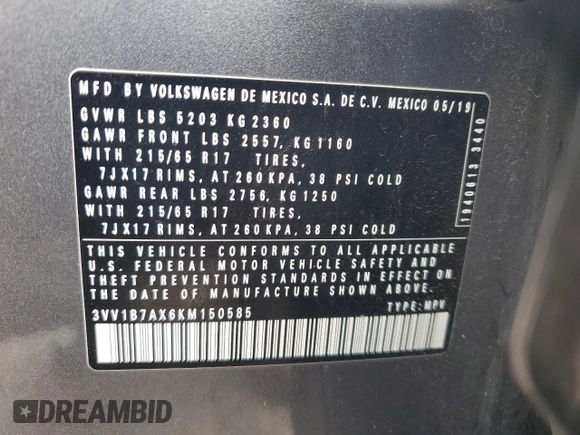 MFD BY VOLKSWAGEN DE MEXICO S.A. DE C.V. MEXICO 05/19
GVWR LBS 5203 KG 2360
GAWR FRONT LBS 2557, KG 1160
WITH 215/65 R17 TIRES,
7JX17 RIMS, AT 260 KPA, 38 PSI COLD
GAWR REAR LBS 2756, KG 1250
WITH 215/65 R17 TIRES,
7JX17 RIMS, AT 260 KPA, 38 PSI COLD
THIS VEHICLE CONFORMS TO ALL APPLICABLE
U.S. FEDERAL MOTOR VEHICLE SAFETY AND
THEFT PREVENTION STANDARDS IN EFFECT ON
THE DATE OF MANUFACTURE SHOWN ABOVE.
3VV1B7AX6KM150585 TYPE: MPV
1940613 3440
DREAMBID